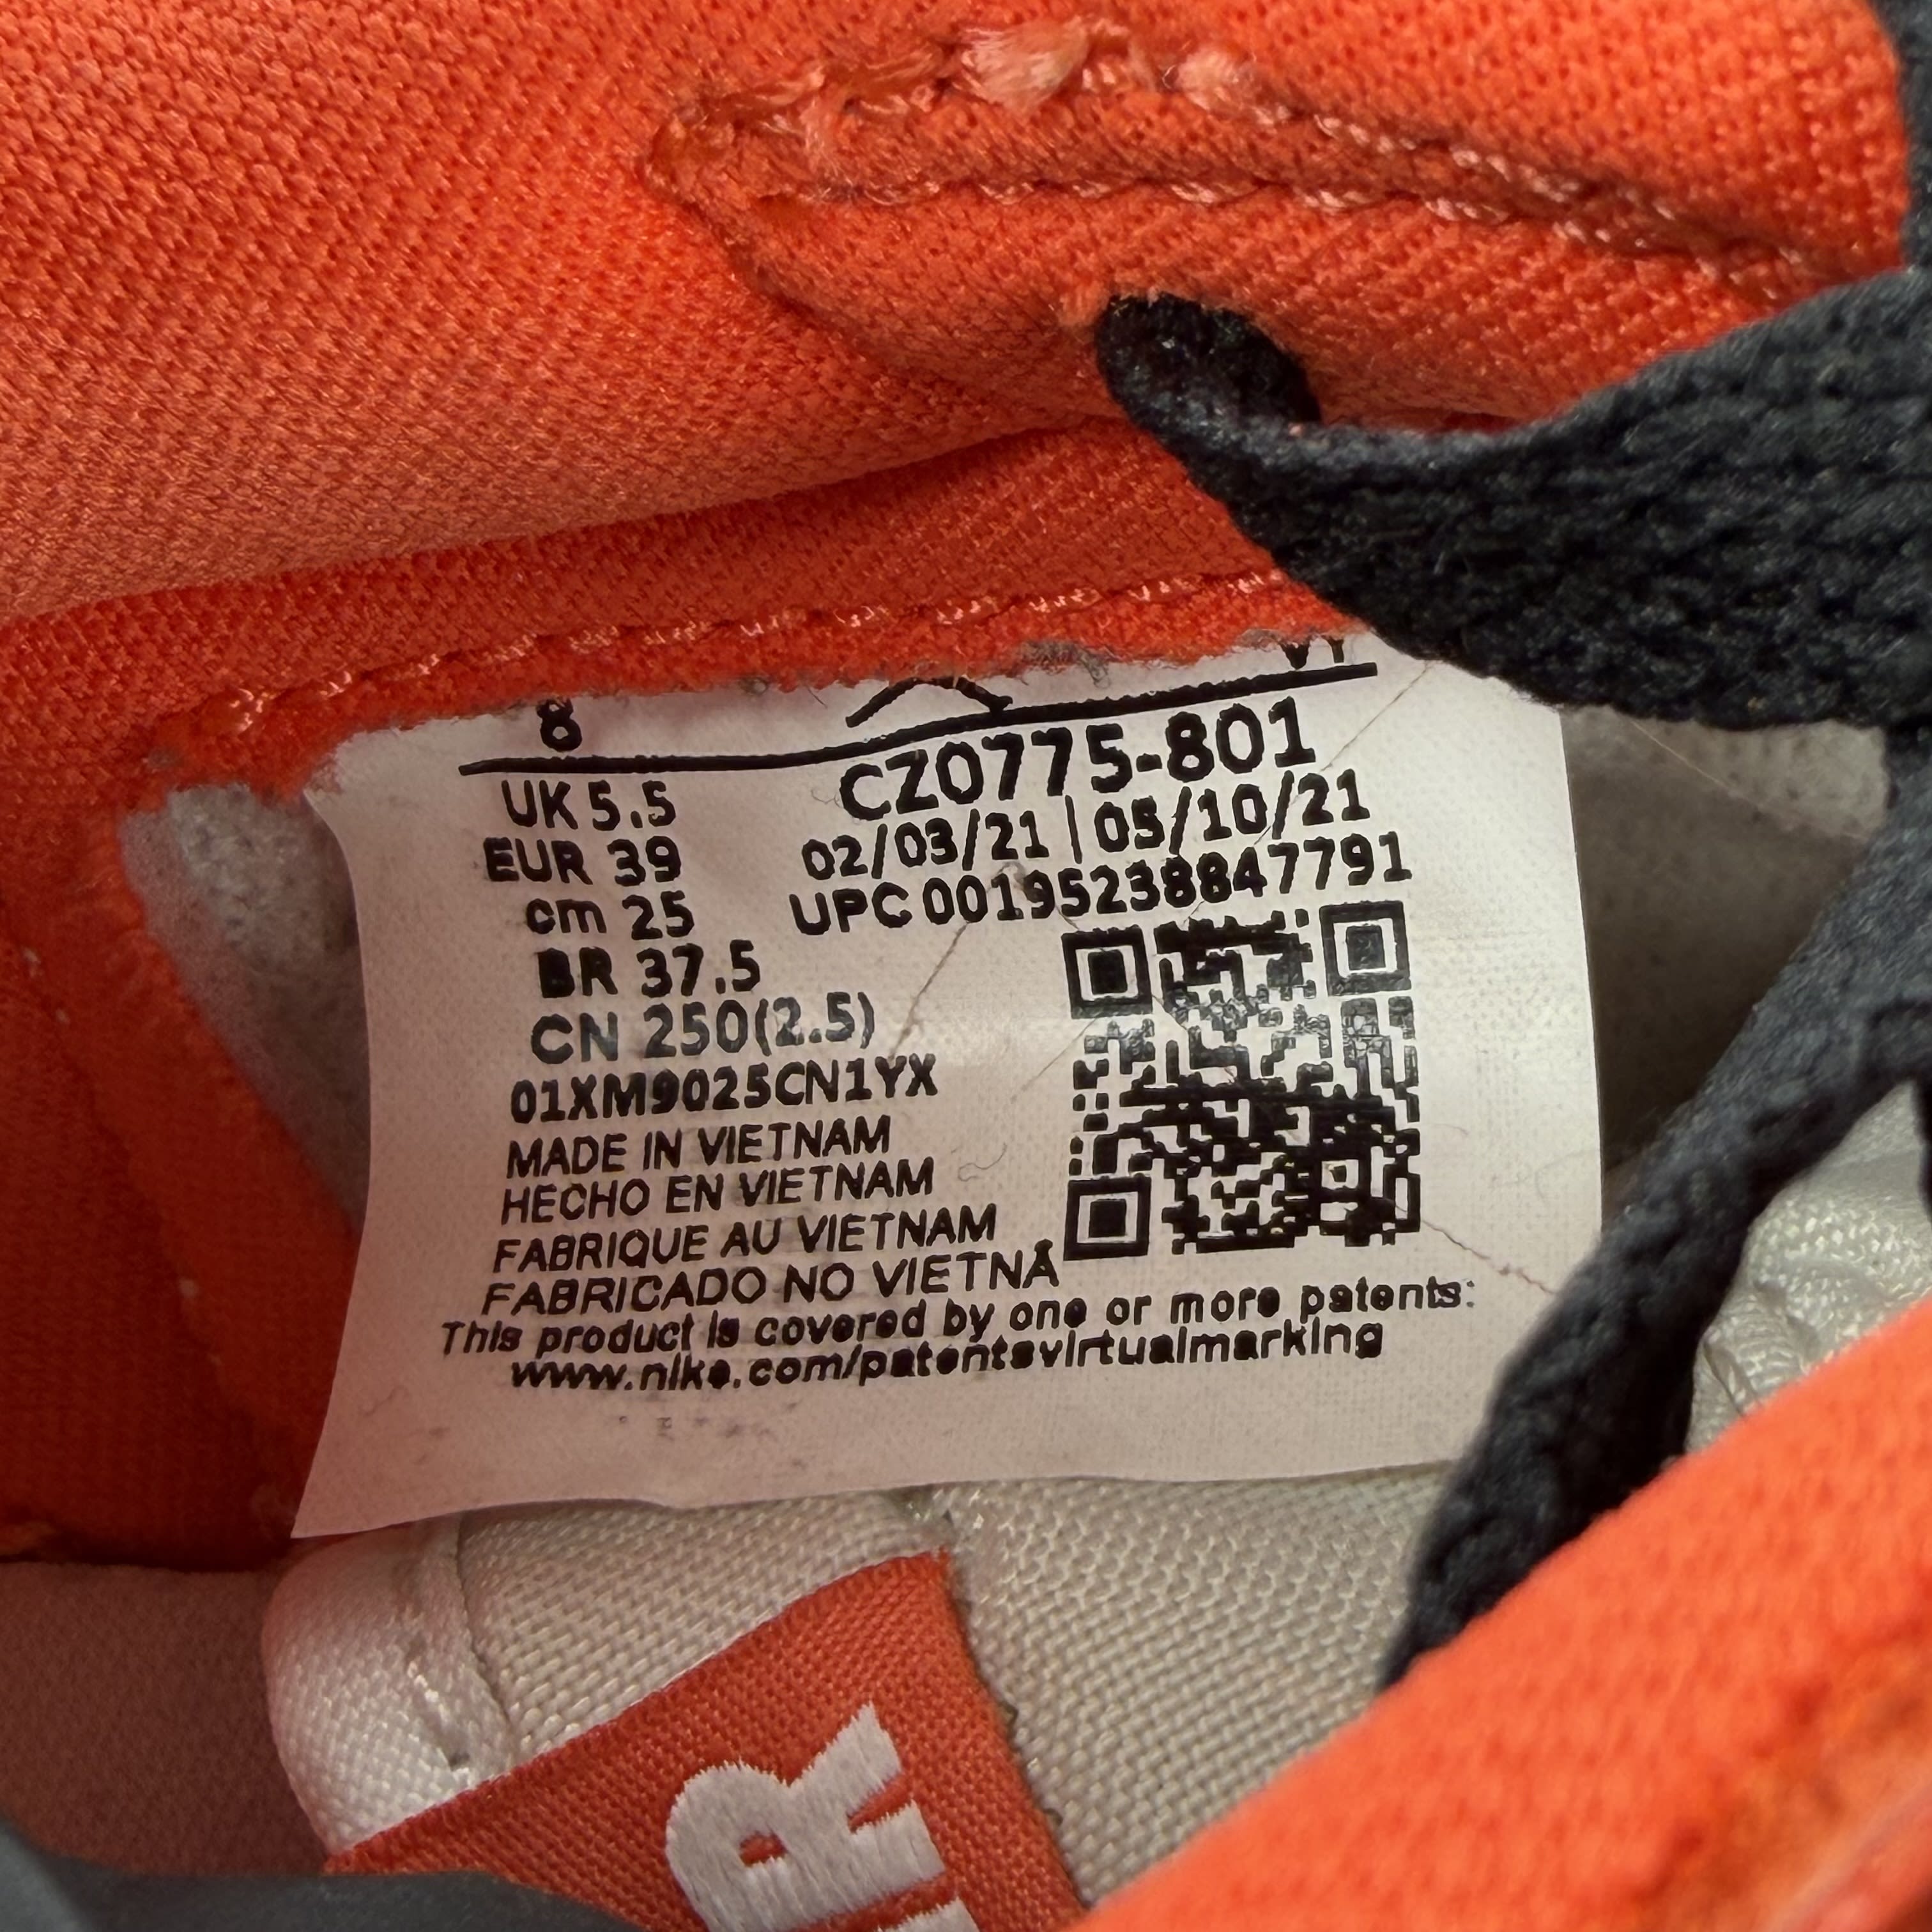 8
UK 5.5
EUR 39
cm 25
BR 37.5
CN 250(2.5)
CZ0775-801
02/03/21 | 05/10/21
UPC 00195238847791
01XM9025CN1YX
MADE IN VIETNAM
HECHO EN VIETNAM
FABRIQUE AU VIETNAM
FABRICADO NO VIETNÃ
This product is covered by one or more patents:
www.nike.com/patentsvirtualmarking